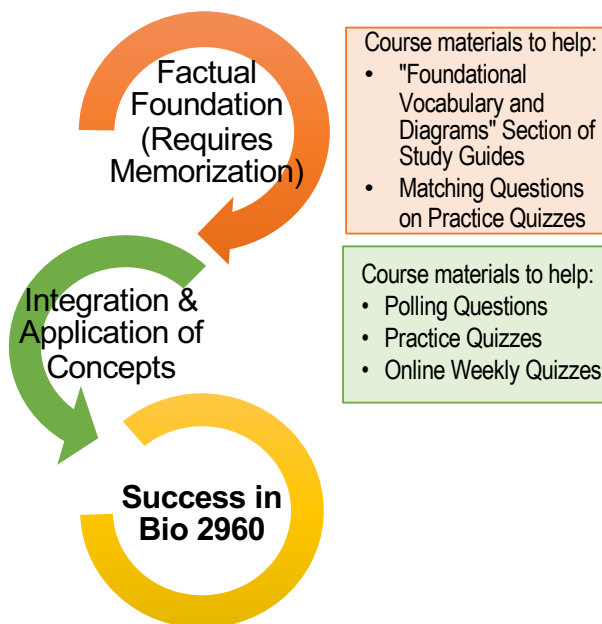 Factual
Foundation
(Requires
Memorization)
Course materials to help:
• "Foundational
Vocabulary and
Diagrams" Section of
Study Guides
• Matching Questions
on Practice Quizzes
Integration &
Application of
Concepts
Course materials to help:
• Polling Questions
• Practice Quizzes
• Online Weekly Quizzes
Success in
Bio 2960